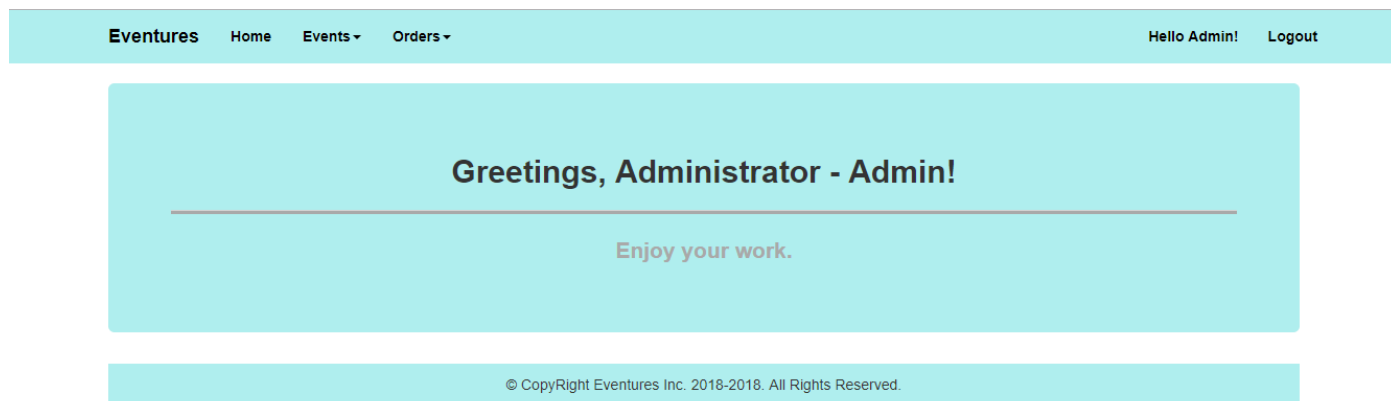 Eventures Home Events Orders Hello Admin! Logout
Greetings, Administrator - Admin!
Enjoy your work.
© CopyRight Eventures Inc. 2018-2018. All Rights Reserved.